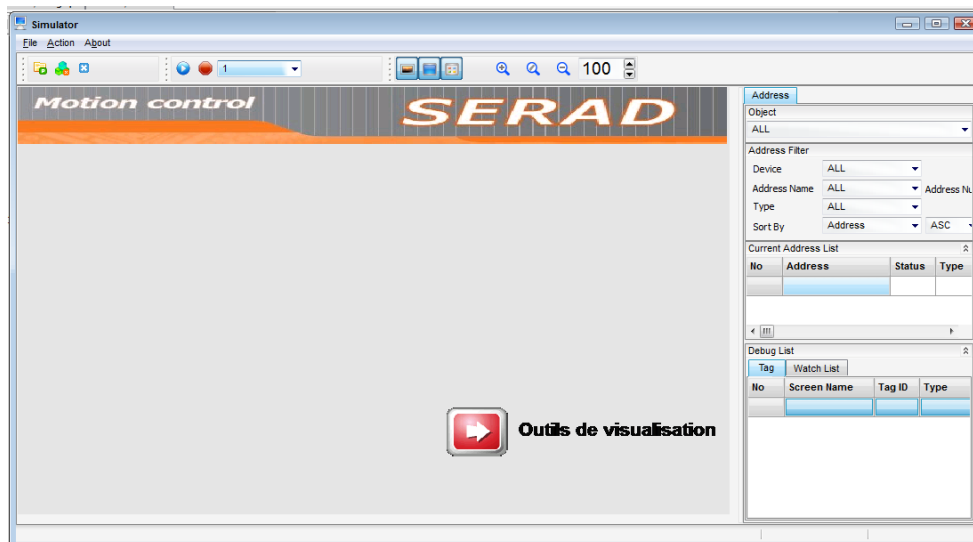 Simulator
File Action About
1
100
Motion control
SERAD
Outils de visualisation
Address
Object
ALL
Address Filter
Device ALL
Address Name ALL Address Nu
Type ALL
Sort By Address ASC
Current Address List
No Address Status Type
Debug List
Tag Watch List
No Screen Name Tag ID Type